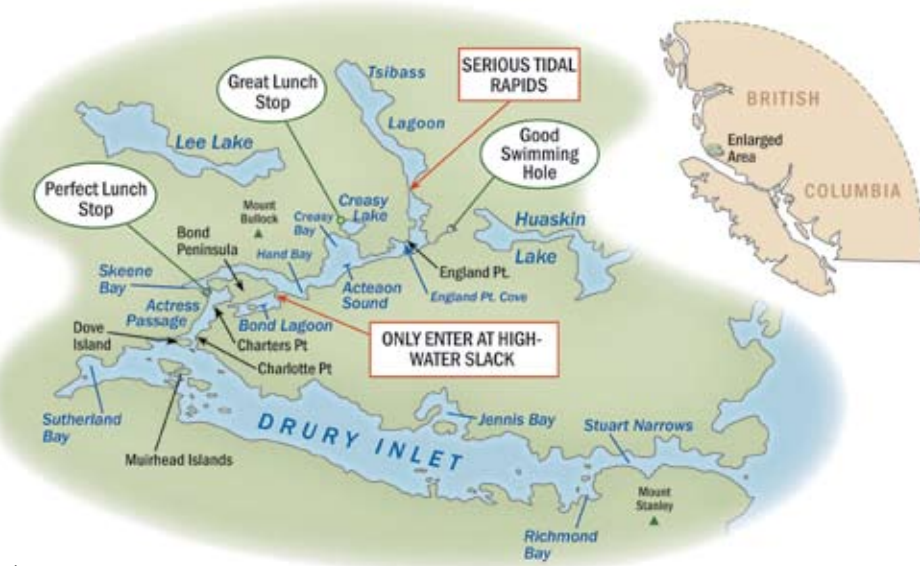 Tsibass
Lagoon
SERIOUS TIDAL
RAPIDS
Great Lunch
Stop
Good
Swimming
Hole
Lee Lake
Perfect Lunch
Stop
Mount
Bullock
Creasy
Lake
Creasy
Bay
Huaskin
Lake
Bond
Peninsula
Hand Bay
England Pt.
Skeene
Bay
Acteaon
Sound
England Pt. Cove
Actress
Passage
Bond Lagoon
Dove
Island
Charters Pt
ONLY ENTER AT HIGH-
WATER SLACK
Charlotte Pt
Sutherland
Bay
DRURY INLET
Jennis Bay
Stuart Narrows
Muirhead Islands
Mount
Stanley
Richmond
Bay
BRITISH
COLUMBIA
Enlarged
Area